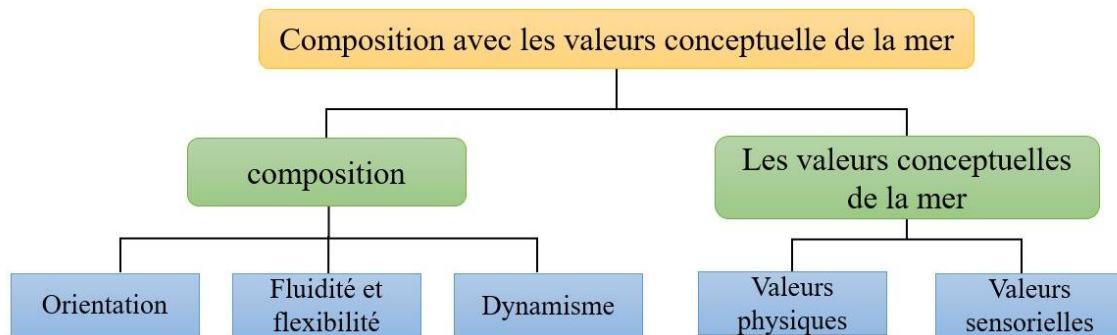 Composition avec les valeurs conceptuelle de la mer
composition
Les valeurs conceptuelles
de la mer
Orientation
Fluidité et
flexibilité
Dynamisme
Valeurs
physiques
Valeurs
sensorielles